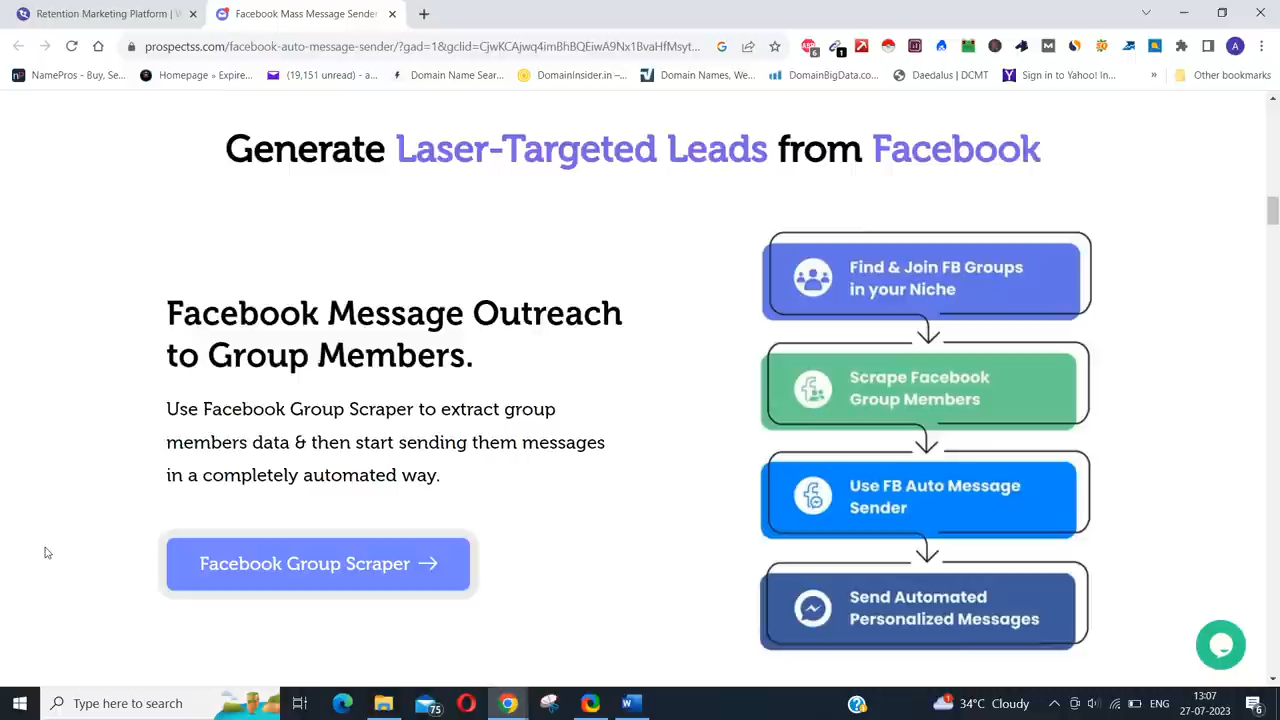 Retention Marketing Platform | W
Facebook Mass Message Sender
prospectss.com/facebook-auto-message-sender/?gad=1&gclid=CjwKCAjwq4imBhBQEiwA9Nx1BvaHfMsyt...
6
1
A
NamePros - Buy, Se...
Homepage » Expire...
(19,151 unread) - a...
Domain Name Sear...
DomainInsider.in –...
Domain Names, We...
DomainBigData.co...
Daedalus | DCMT
Sign in to Yahoo! In...
»
Other bookmarks
Generate Laser-Targeted Leads from Facebook
Facebook Message Outreach
to Group Members.
Use Facebook Group Scraper to extract group
members data & then start sending them messages
in a completely automated way.
Facebook Group Scraper →
Find & Join FB Groups
in your Niche
Scrape Facebook
Group Members
Use FB Auto Message
Sender
Send Automated
Personalized Messages
Type here to search
75
1
34°C Cloudy
ENG
13:07
27-07-2023
6